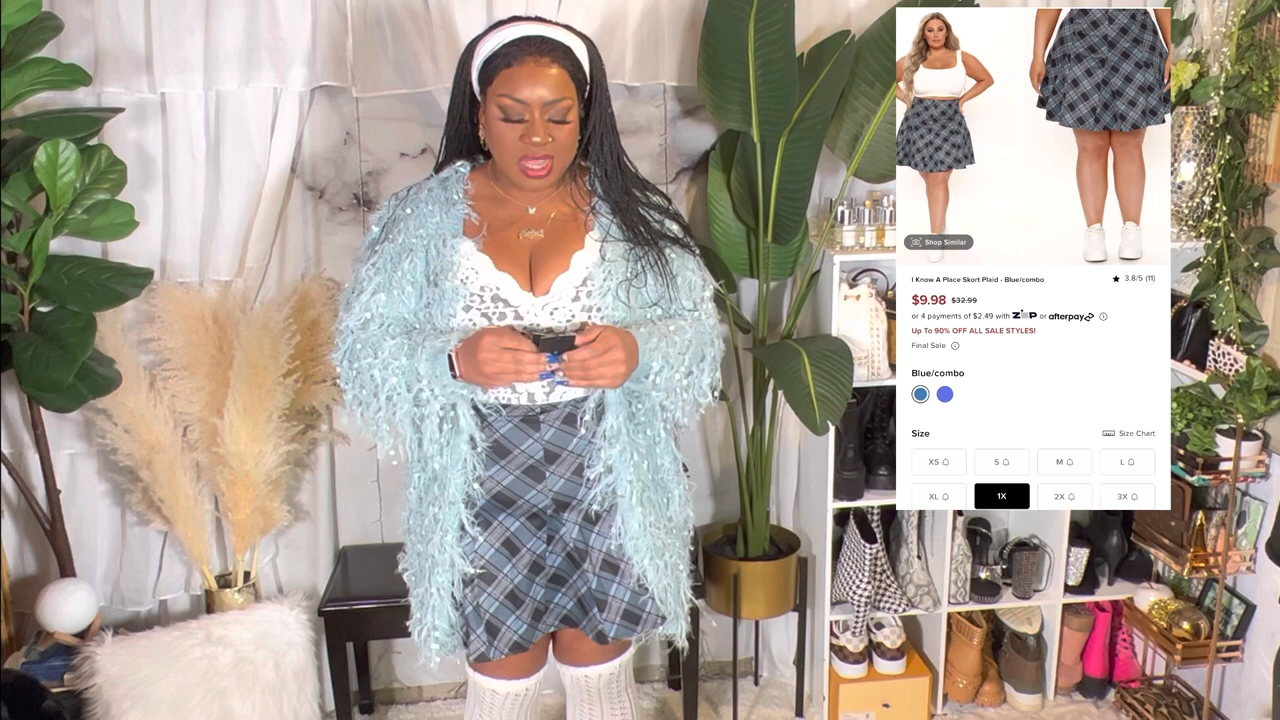 Shop Similar
I Know A Place Skort Plaid - Blue/combo
3.8/5 (11)
$9.98 $32.99
or 4 payments of $2.49 with ZIP or afterpay
Up To 90% OFF ALL SALE STYLES!
Final Sale
Blue/combo
Size
Size Chart
XS S M L
XL 1X 2X 3X